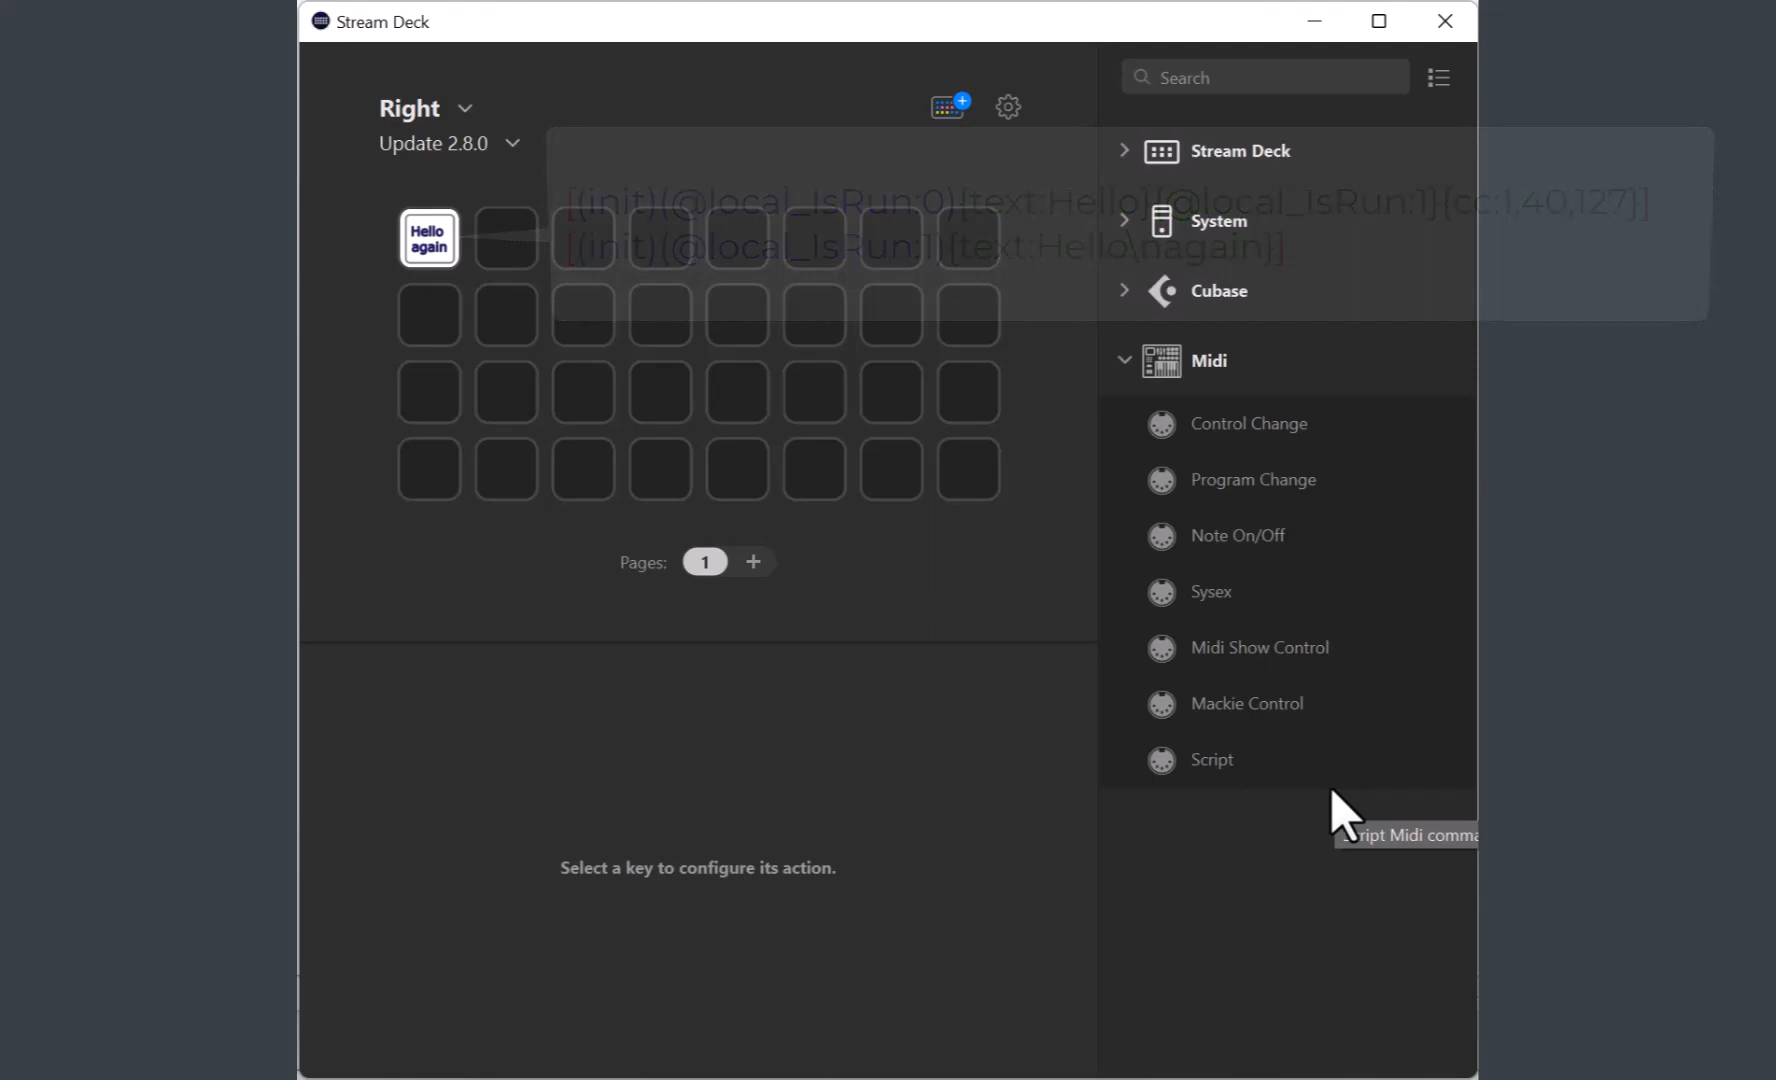 Stream Deck
Right
Update 2.8.0
Search
Stream Deck
[(init)(@local_IsRun:0){text:Hello}{@local_IsRun:1}{cc:1,40,127}]
[(init)(@local_IsRun:1){text:Hello\nagain}]
System
Hello
again
Cubase
Midi
Control Change
Program Change
Note On/Off
Pages: 1 +
Sysex
Midi Show Control
Mackie Control
Script
Midi comma
Select a key to configure its action.